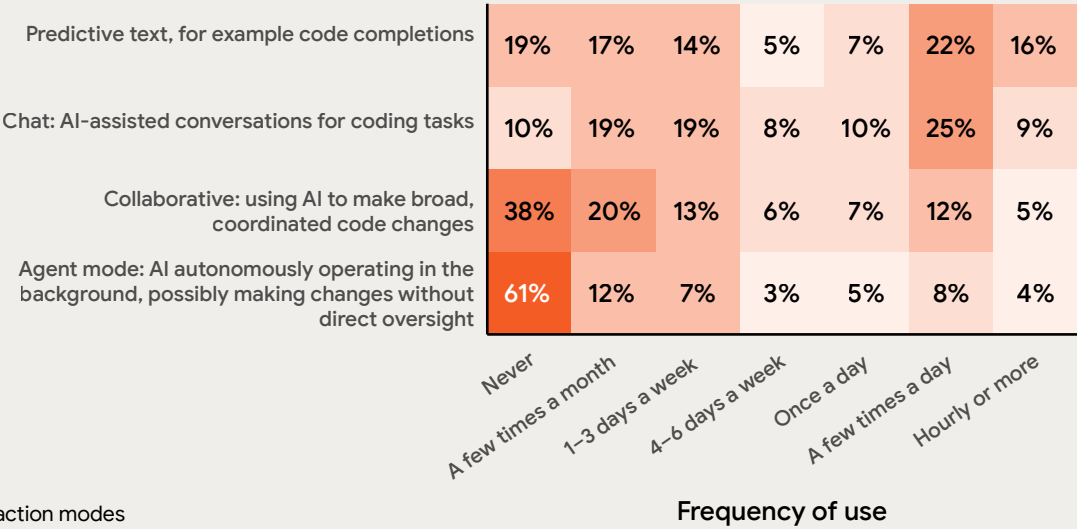 Predictive text, for example code completions
19% 17% 14% 5% 7% 22% 16%
Chat: AI-assisted conversations for coding tasks
10% 19% 19% 8% 10% 25% 9%
Collaborative: using AI to make broad,
coordinated code changes
38% 20% 13% 6% 7% 12% 5%
Agent mode: AI autonomously operating in the
background, possibly making changes without
direct oversight
61% 12% 7% 3% 5% 8% 4%
Never
A few times a month
1–3 days a week
4–6 days a week
Once a day
A few times a day
Hourly or more
Frequency of use
modes